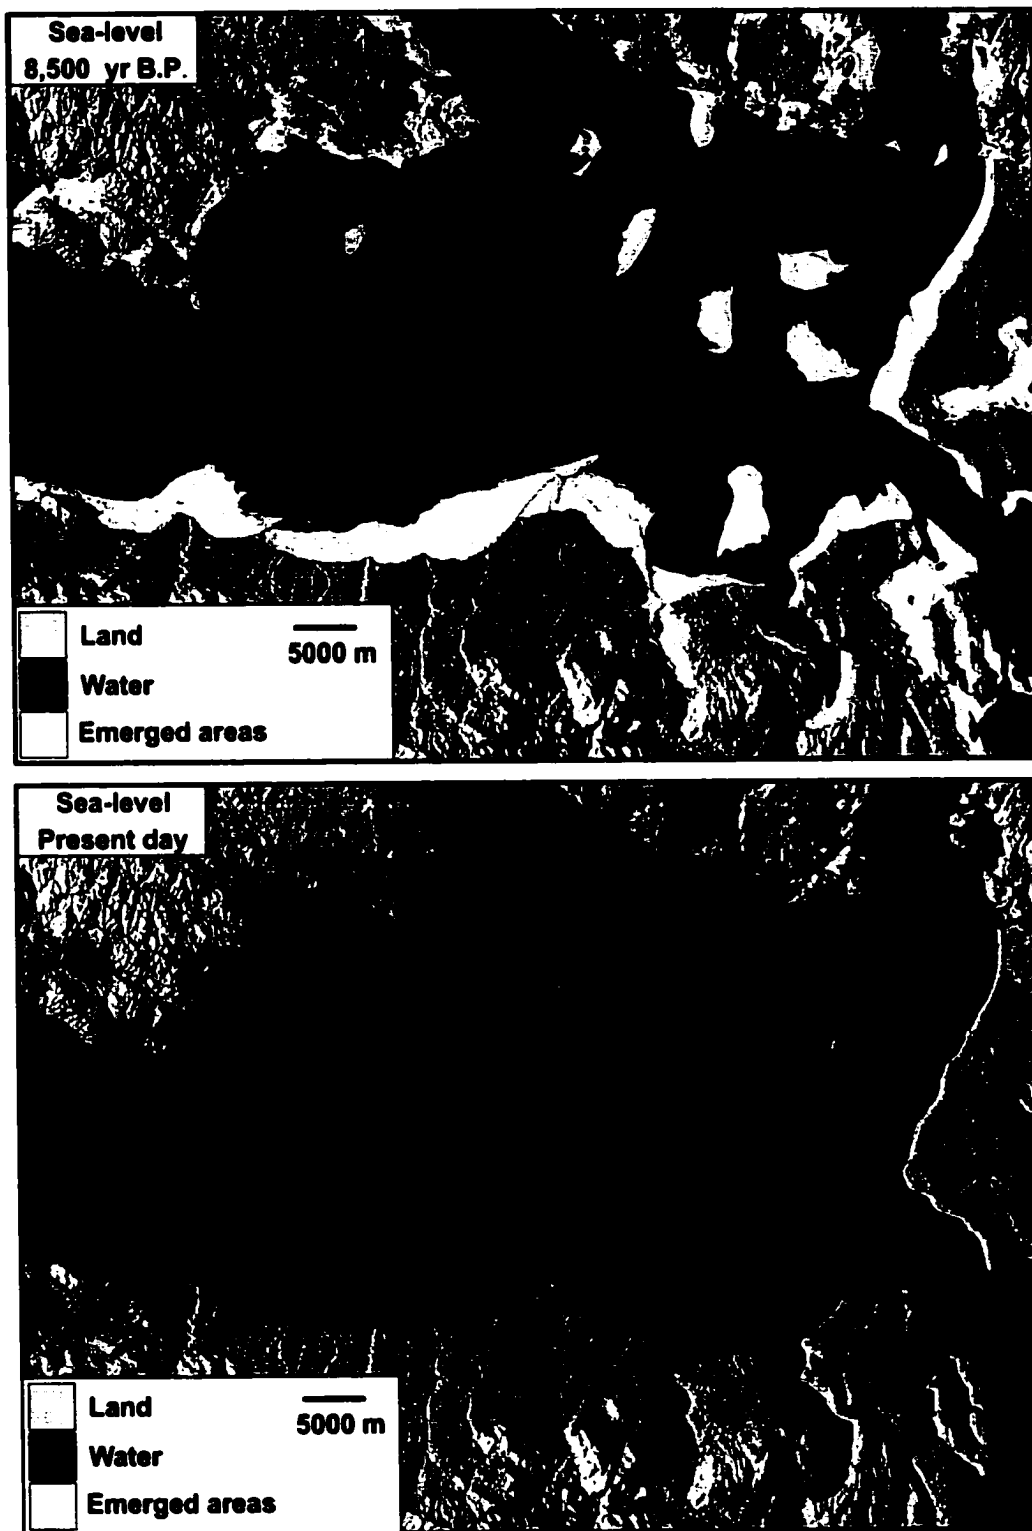 Sea-level
8,500 yr B.P.
Land
5000 m
Water
Emerged areas
Sea-level
Present day
Land
5000 m
Water
Emerged areas